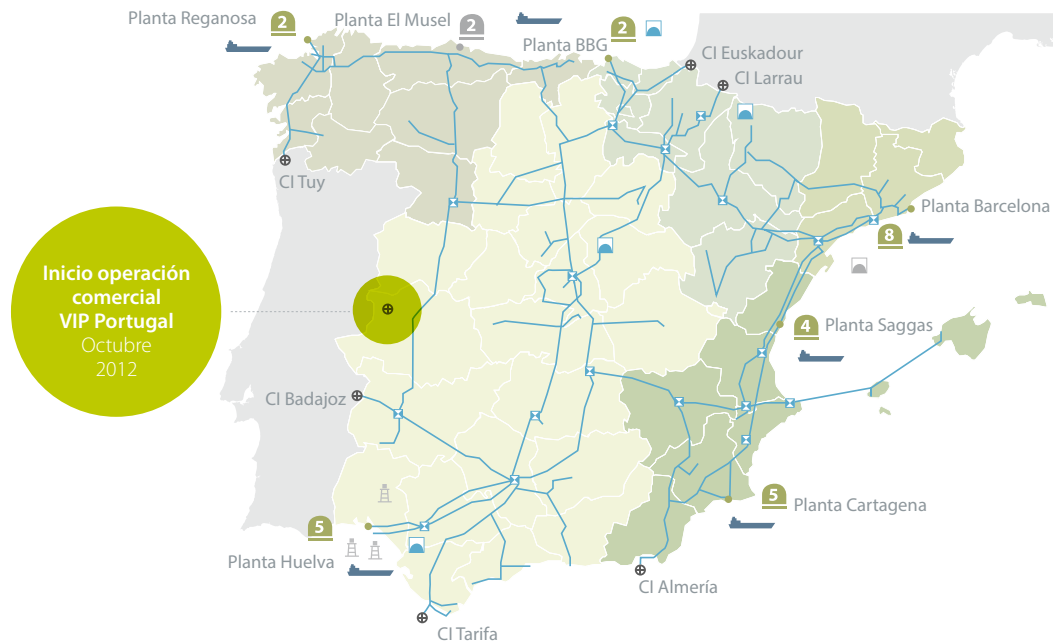 Planta Reganosa
2
Planta El Musel
2
Planta BBG
2
CI Euskadour
CI Larrau
CI Tuy
Planta Barcelona
8
Inicio operación
comercial
VIP Portugal
Octubre
2012
4
Planta Saggas
CI Badajoz
5
Planta Cartagena
5
Planta Huelva
CI Almería
CI Tarifa